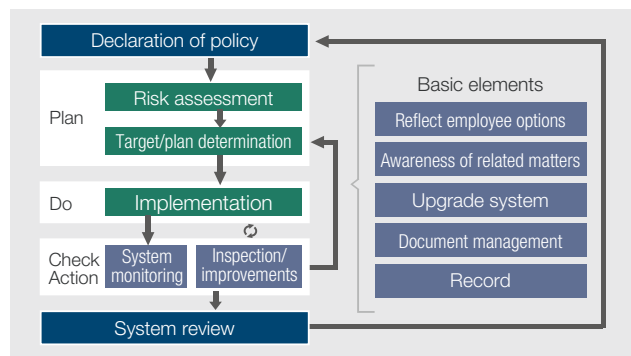 Declaration of policy
Plan
Risk assessment
Target/plan determination
Do
Implementation
Check
Action
System
monitoring
Inspection/
improvements
System review
Basic elements
Reflect employee options
Awareness of related matters
Upgrade system
Document management
Record